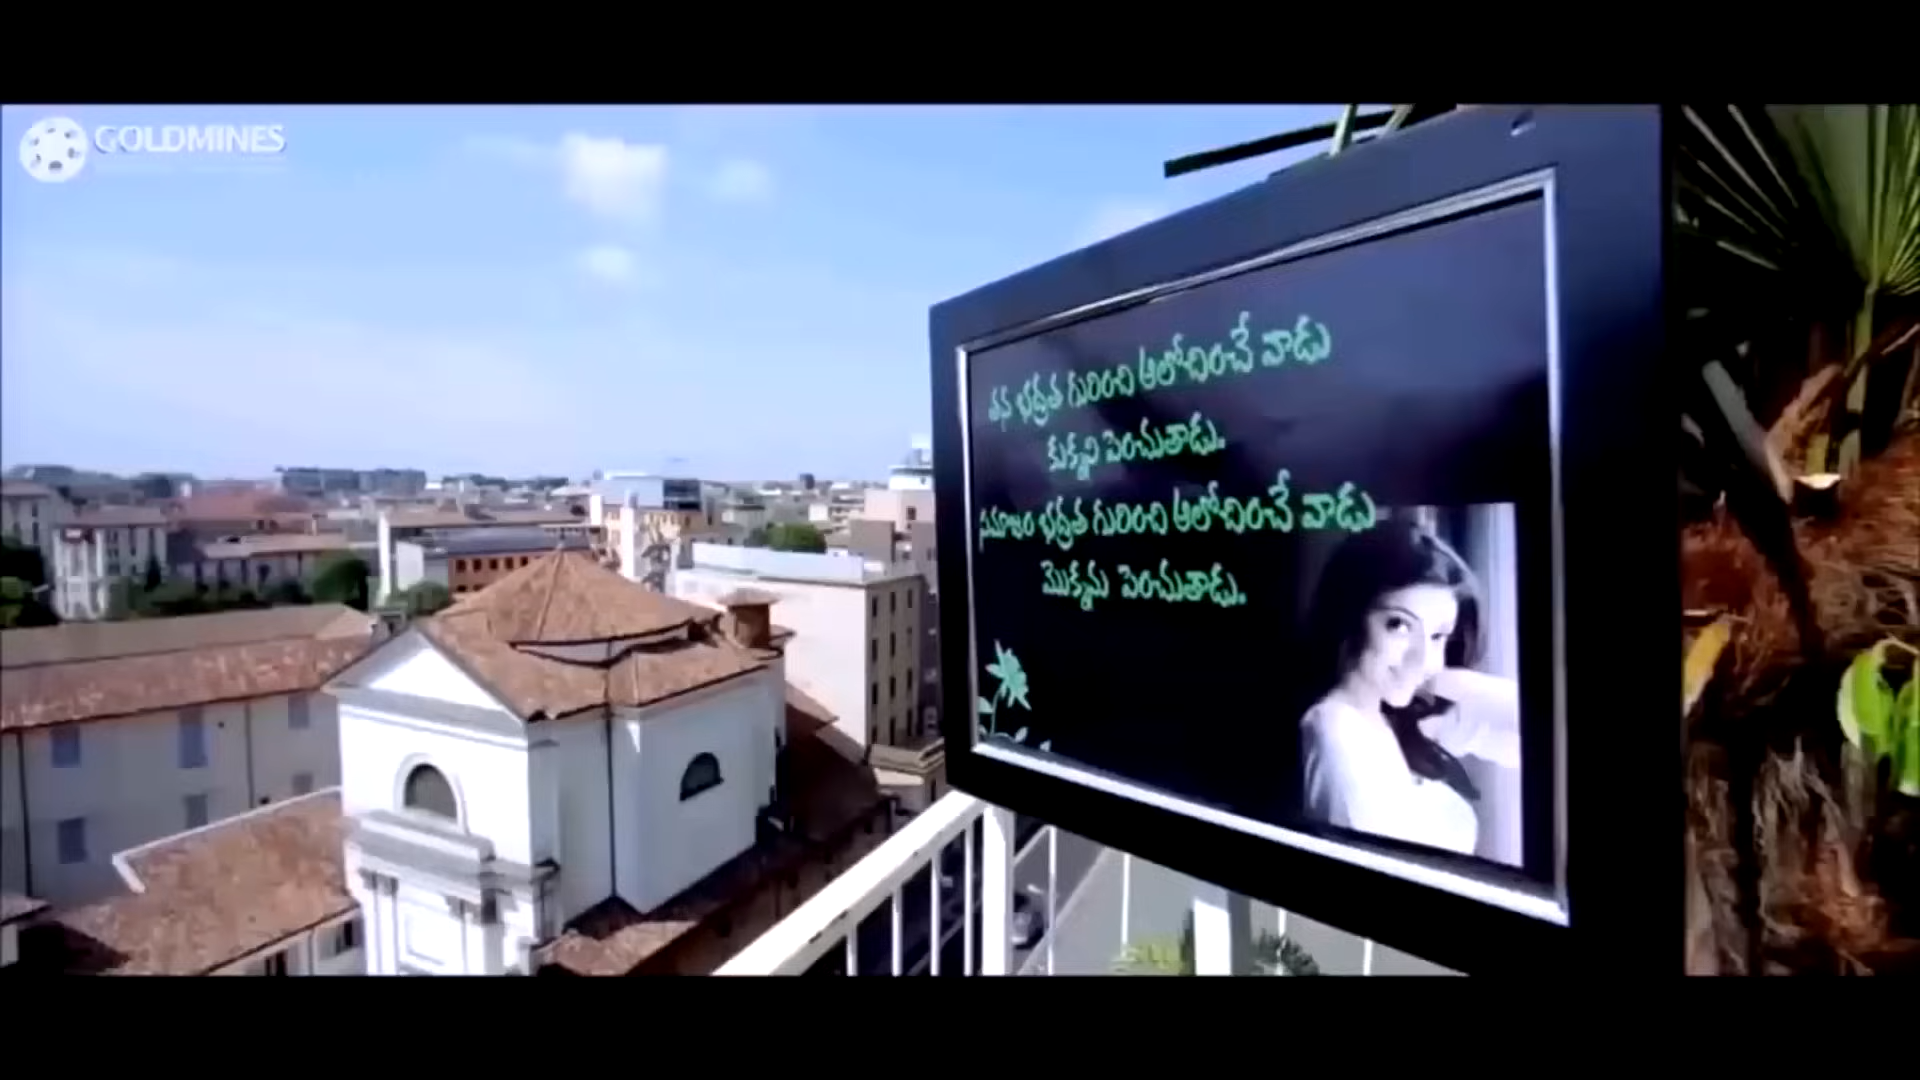 GOLDMINES
తన భద్రత గురించి ఆలోచించే వాడు
కుక్కని పెంచుతాడు.
సమాజం భద్రత గురించి ఆలోచించే వాడు
మొక్కను పెంచుతాడు.